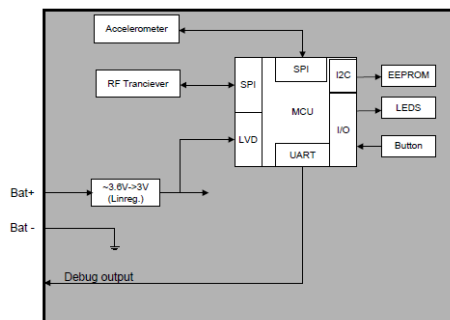 Accelerometer
SPI
I2C
EEPROM
RF Tranciever
SPI
MCU
LEDS
I/O
LVD
Button
UART
Bat+
~3.6V->3V
(Linreg.)
Bat -
Debug output